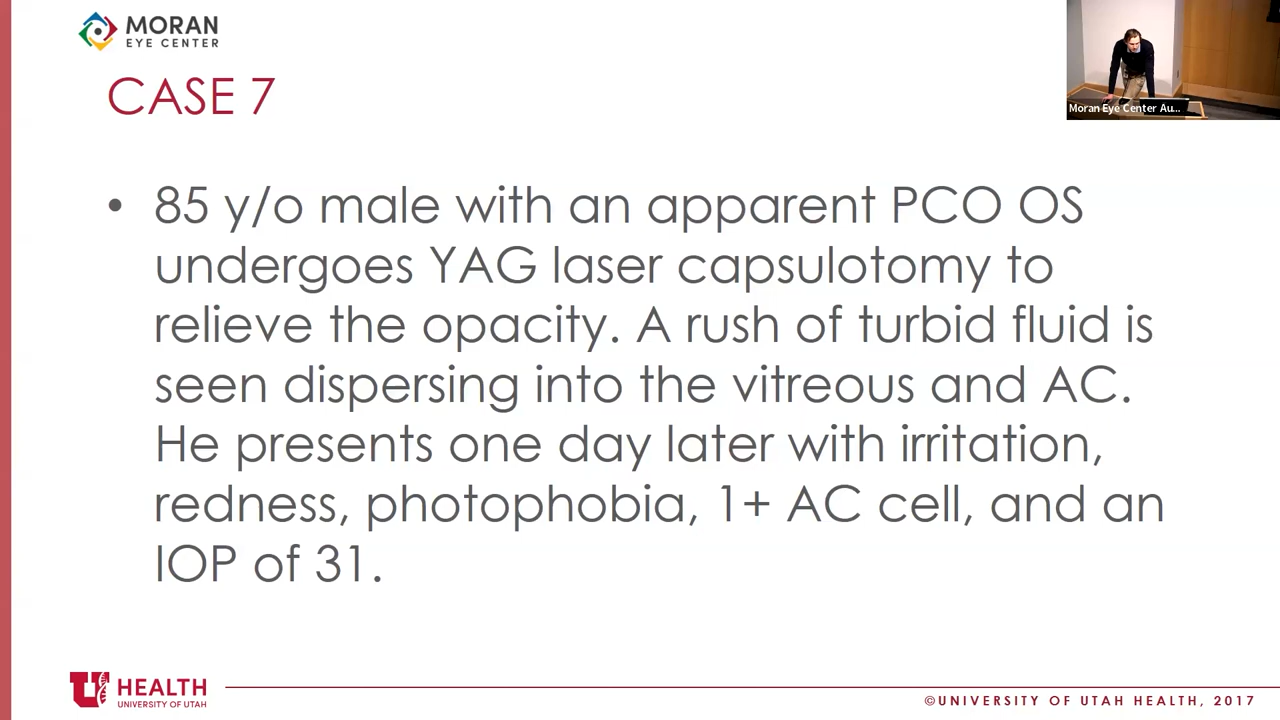 MORAN
EYE CENTER
Moran Eye Center Au...
CASE 7
• 85 y/o male with an apparent PCO OS
undergoes YAG laser capsulotomy to
relieve the opacity. A rush of turbid fluid is
seen dispersing into the vitreous and AC.
He presents one day later with irritation,
redness, photophobia, 1+ AC cell, and an
IOP of 31.
U HEALTH
UNIVERSITY OF UTAH
©UNIVERSITY OF UTAH HEALTH, 2017